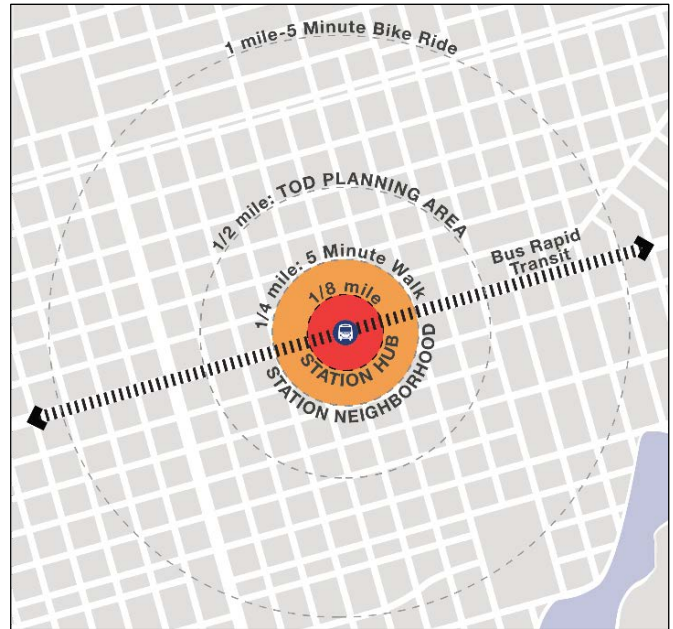 1 mile-5 Minute Bike Ride
1/2 mile: TOD PLANNING AREA
1/4 mile: 5 Minute Walk
Bus Rapid
Transit
1/8 mile
STATION HUB
STATION NEIGHBORHOOD